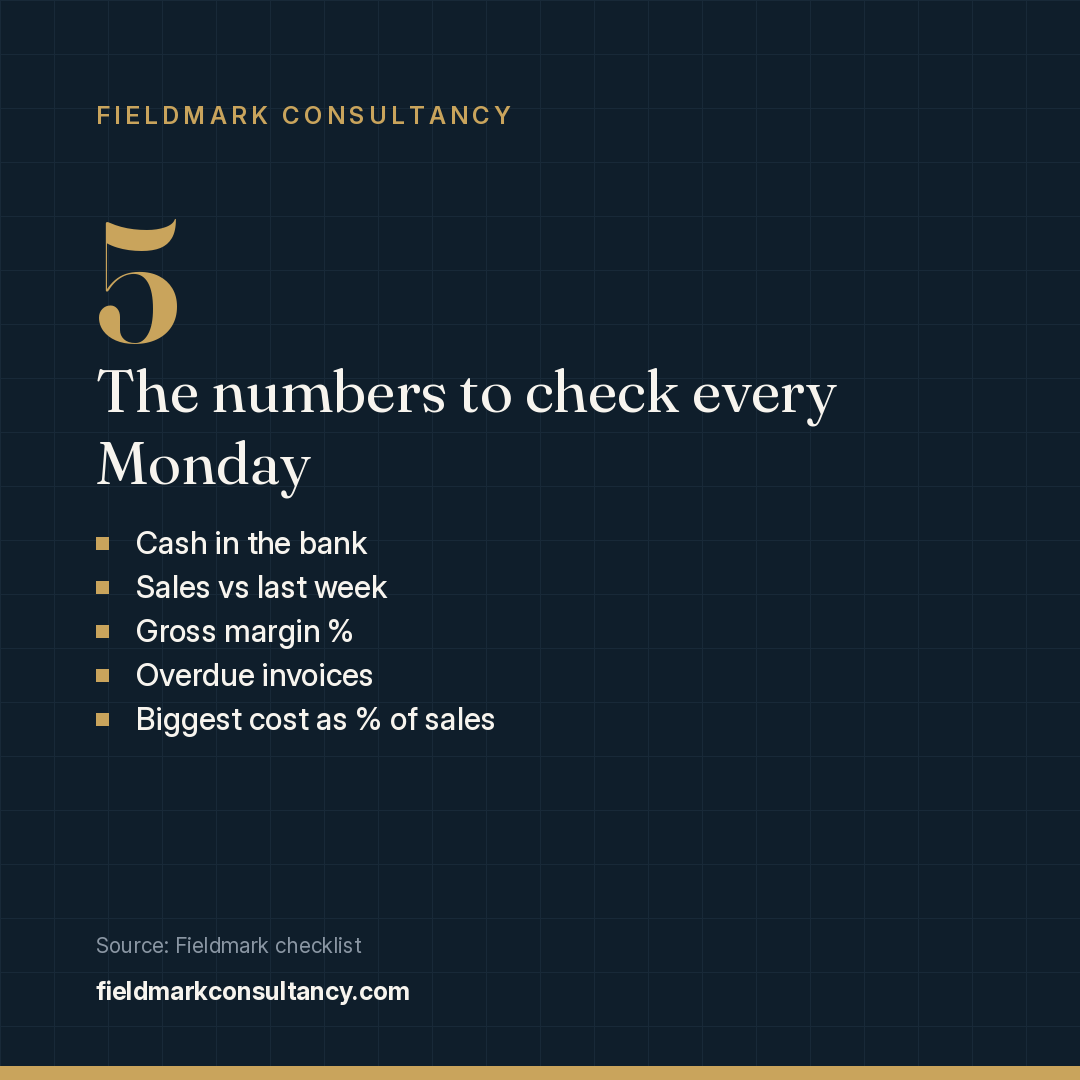 FIELDMARK CONSULTANCY
5
The numbers to check every
Monday
Cash in the bank
Sales vs last week
Gross margin %
Overdue invoices
Biggest cost as % of sales
Source: Fieldmark checklist
fieldmarkconsultancy.com